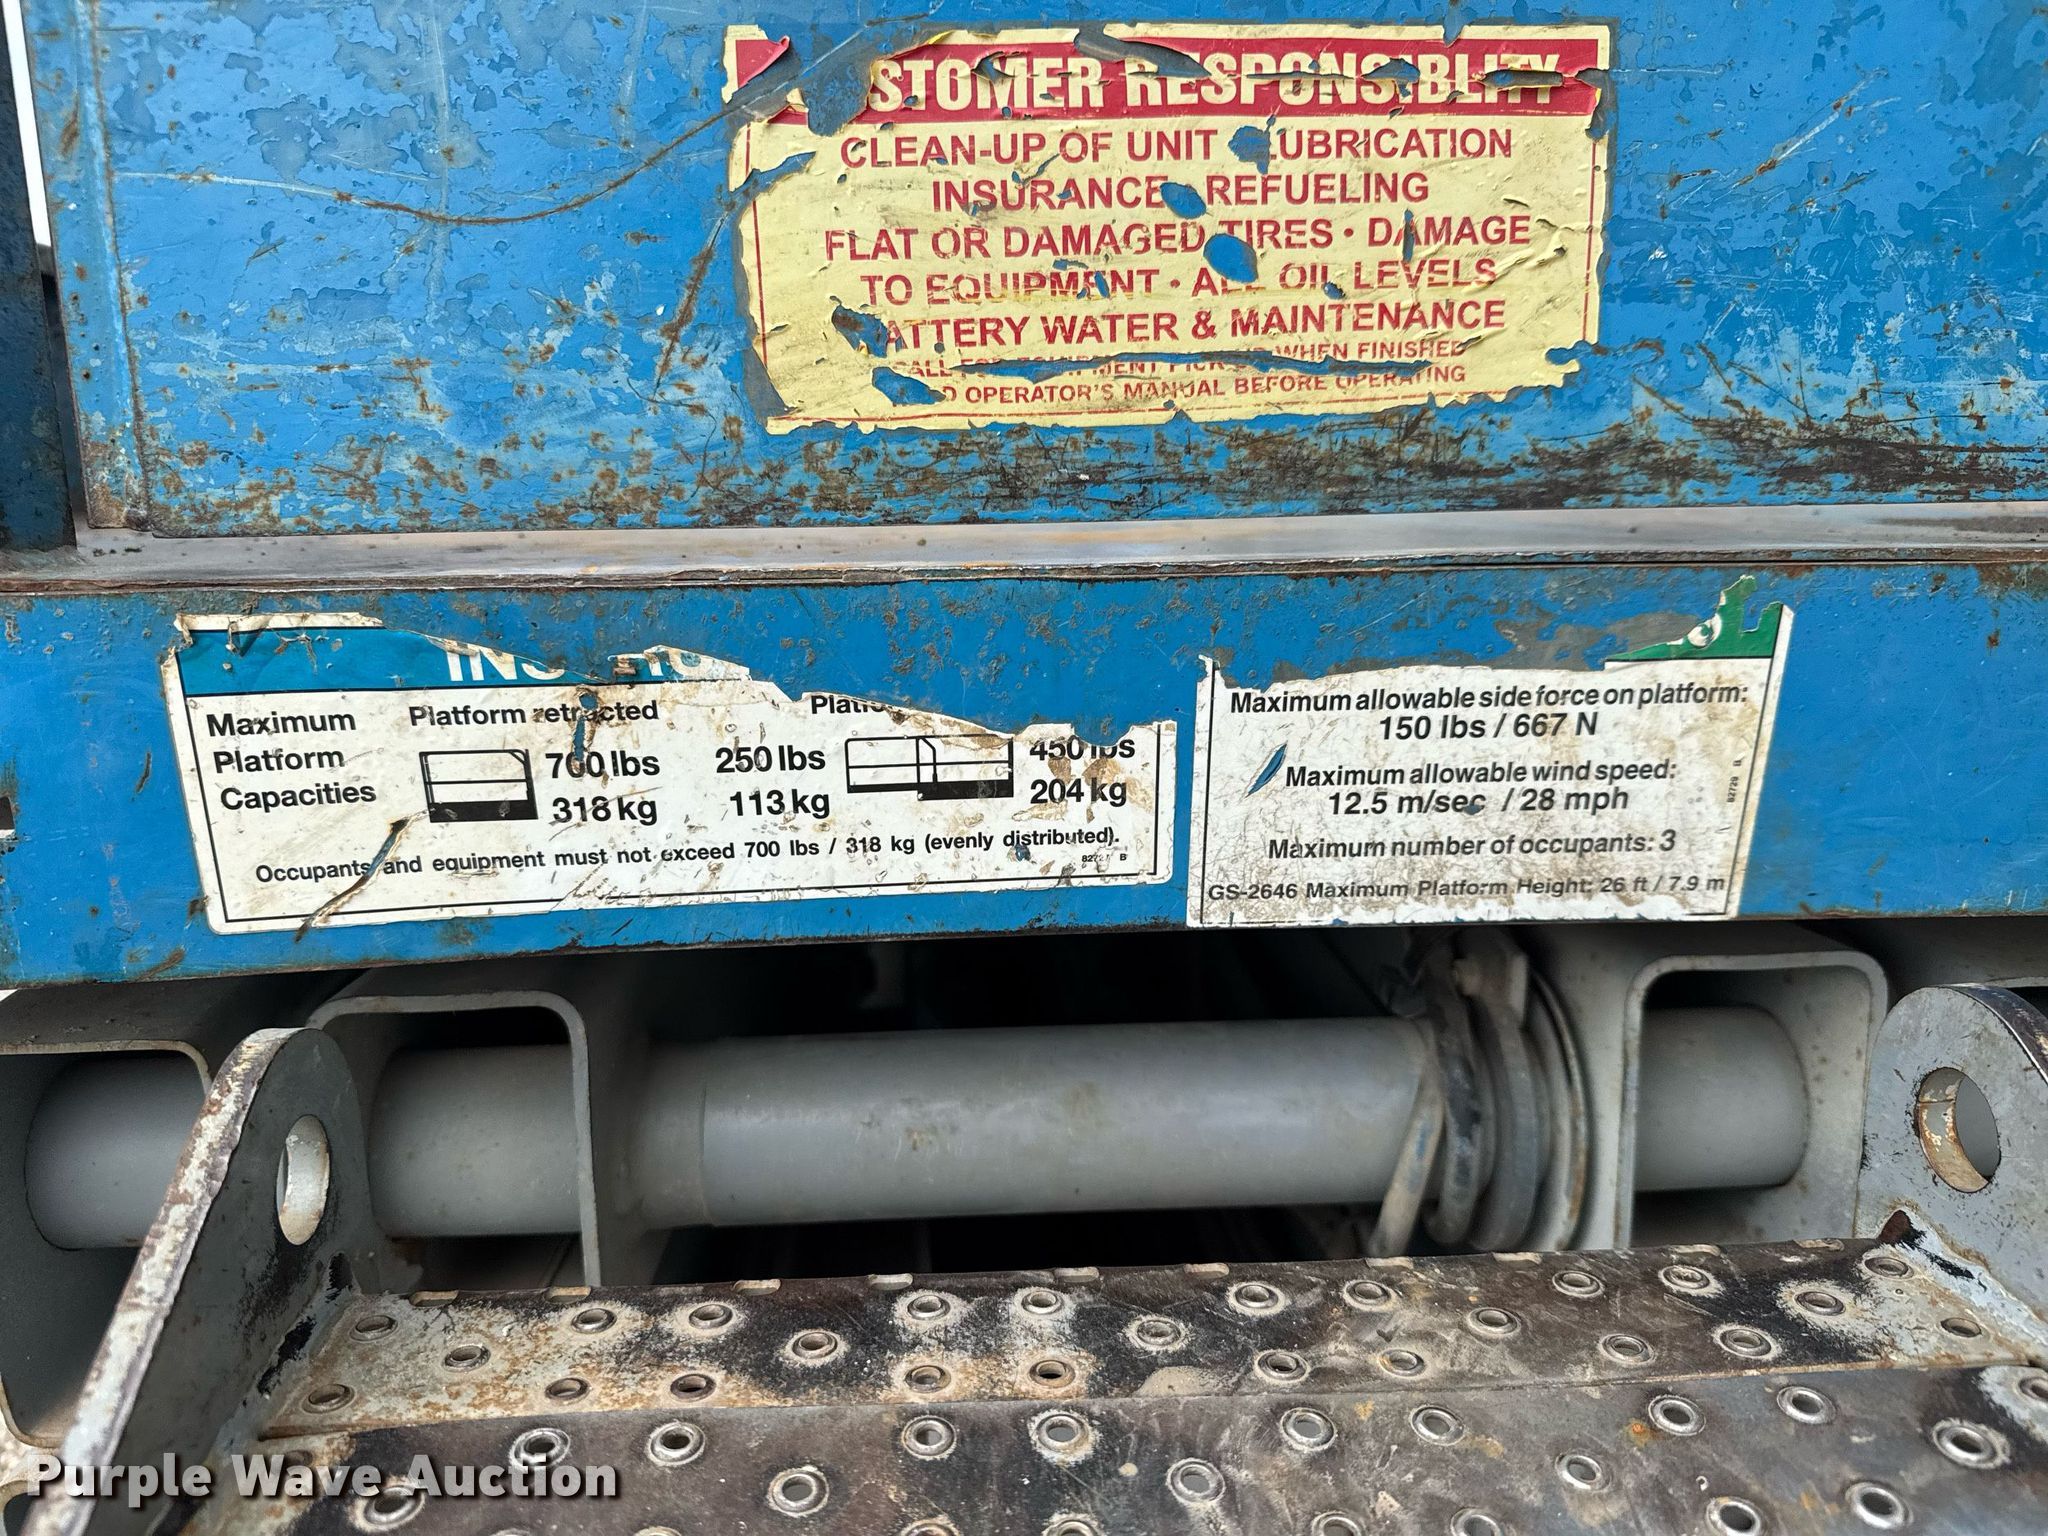 STOMER RESPONSIBLITY
CLEAN-UP OF UNIT LUBRICATION
INSURANCE REFUELING
FLAT OR DAMAGED TIRES • DAMAGE
TO EQUIPMENT • ALL OIL LEVELS
ATTERY WATER & MAINTENANCE
WHEN FINISHED
OPERATOR'S MANUAL BEFORE OPERATING
Maximum Platform Capacities
Platform retracted
700 lbs
318 kg
250 lbs
113 kg
450 lbs
204 kg
Occupants and equipment must not exceed 700 lbs / 318 kg (evenly distributed).
Maximum allowable side force on platform:
150 lbs / 667 N
Maximum allowable wind speed:
12.5 m/sec / 28 mph
Maximum number of occupants: 3
GS-2646 Maximum Platform Height: 26 ft / 7.9 m
82728 B
Purple Wave Auction